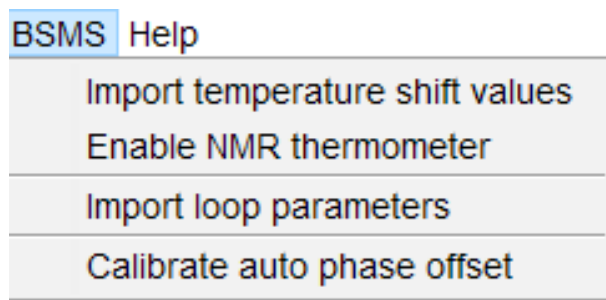 BSMS Help
Import temperature shift values
Enable NMR thermometer
Import loop parameters
Calibrate auto phase offset